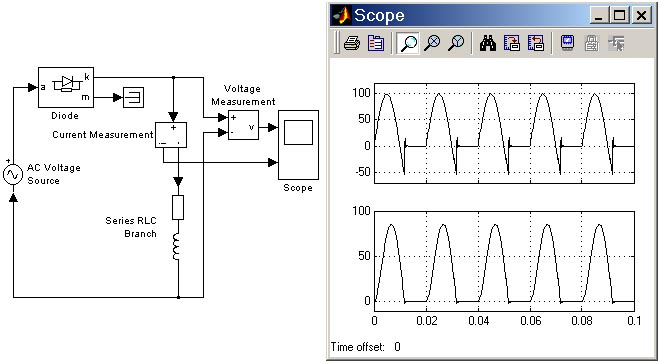 Scope
a
k
m
Diode
Voltage
Measurement
+
-
v
Current Measurement
+
i
-
+
AC Voltage
Source
Scope
Series RLC
Branch
100
50
0
-50
100
50
0
0
0.02
0.04
0.06
0.08
0.1
Time offset: 0